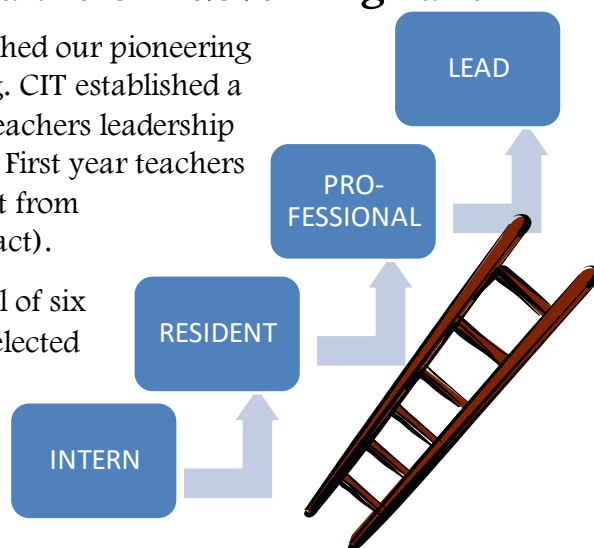 hed our pioneering
g. CIT established a
eachers leadership
First year teachers
t from
act).
l of six
elected
LEAD
PRO-
FESSIONAL
RESIDENT
INTERN